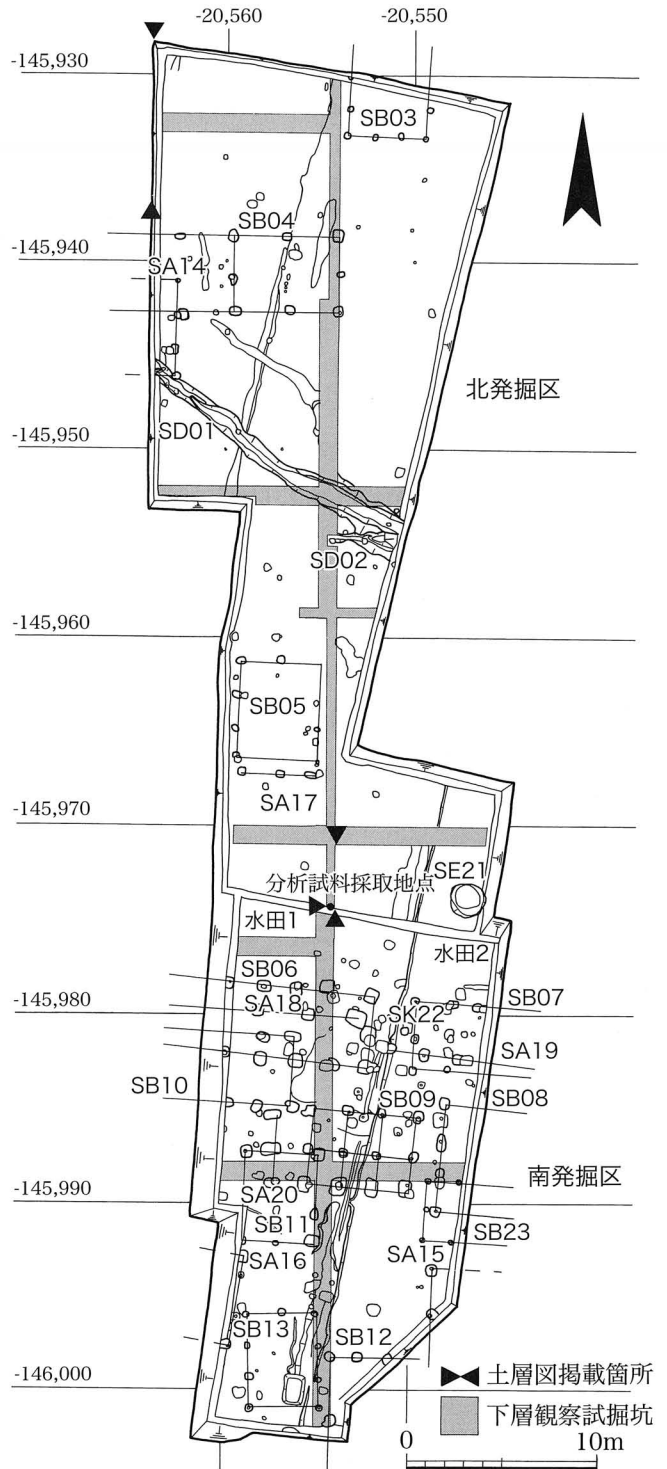 -20,560
-20,550
-145,930
SB03
SB04
-145,940
SA14
北発掘区
SD01
-145,950
SD02
-145,960
SB05
SA17
-145,970
SE21
分析試料採取地点
水田1
水田2
SB06
SB07
SA18
-145,980
SK22
SA19
SB10
SB09
SB08
南発掘区
SA20
-145,990
SB11
SB23
SA16
SA15
SB13
SB12
-146,000
土層図掲載箇所
下層観察試掘坑
0
10m